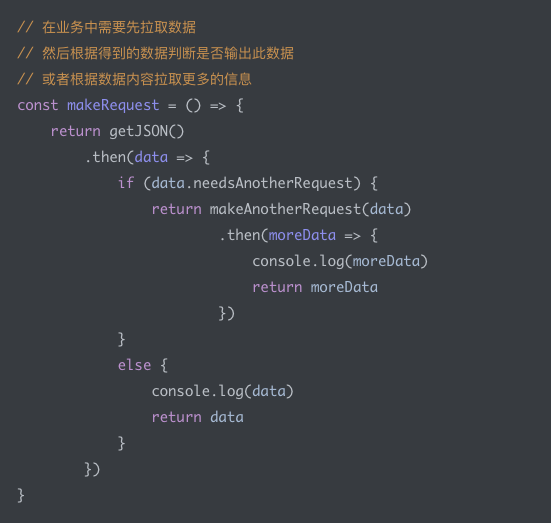 // 在业务中需要先拉取数据
// 然后根据得到的数据判断是否输出此数据
// 或者根据数据内容拉取更多的信息
const makeRequest = () => {
    return getJSON()
        .then(data => {
            if (data.needsAnotherRequest) {
                return makeAnotherRequest(data)
                        .then(moreData => {
                            console.log(moreData)
                            return moreData
                        })
            }
            else {
                console.log(data)
                return data
            }
        })
}